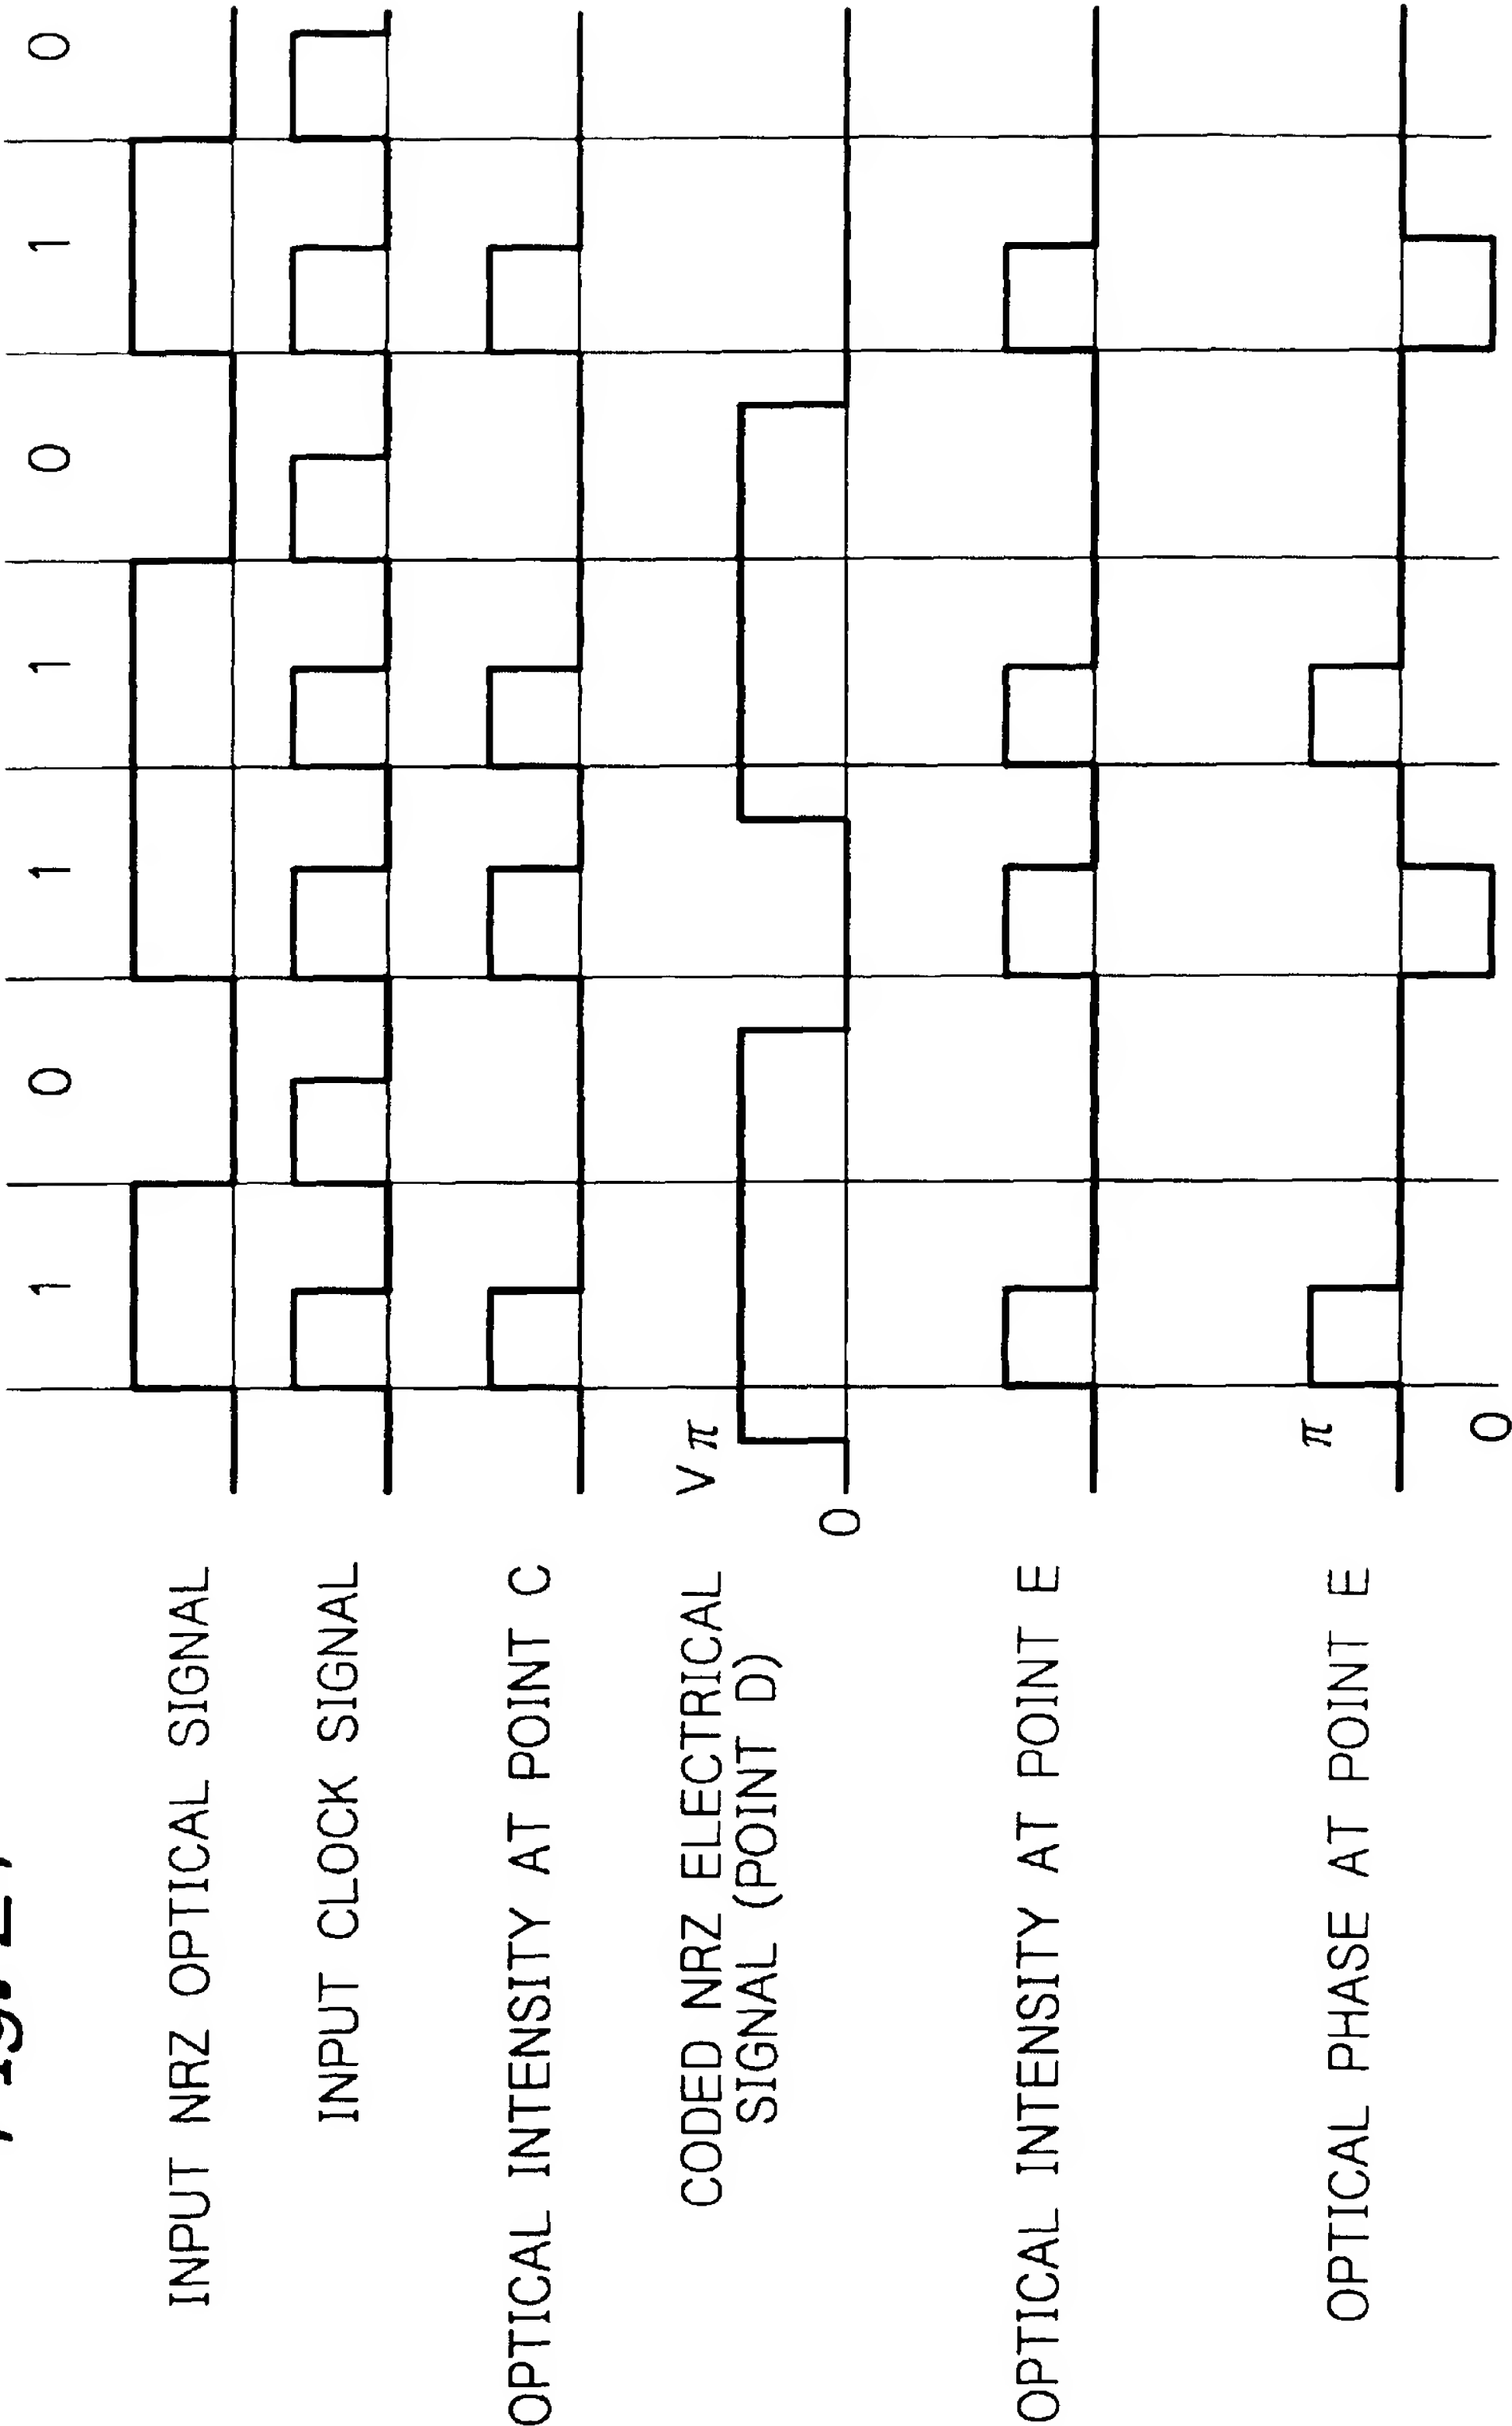 1 0 1 1 0 1 0
INPUT NRZ OPTICAL SIGNAL
INPUT CLOCK SIGNAL
OPTICAL INTENSITY AT POINT C
CODED NRZ ELECTRICAL
SIGNAL (POINT D)
Vπ
0
OPTICAL INTENSITY AT POINT E
OPTICAL PHASE AT POINT E
π
0